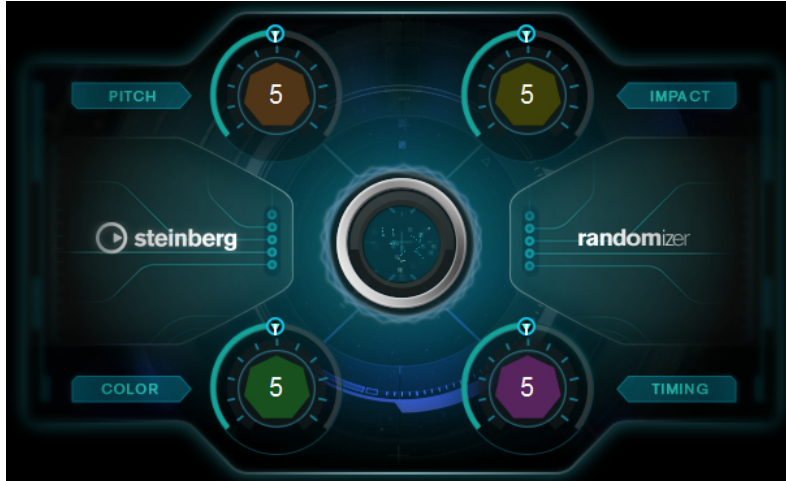 5
5
PITCH
IMPACT
steinberg
randomizer
5
5
COLOR
TIMING